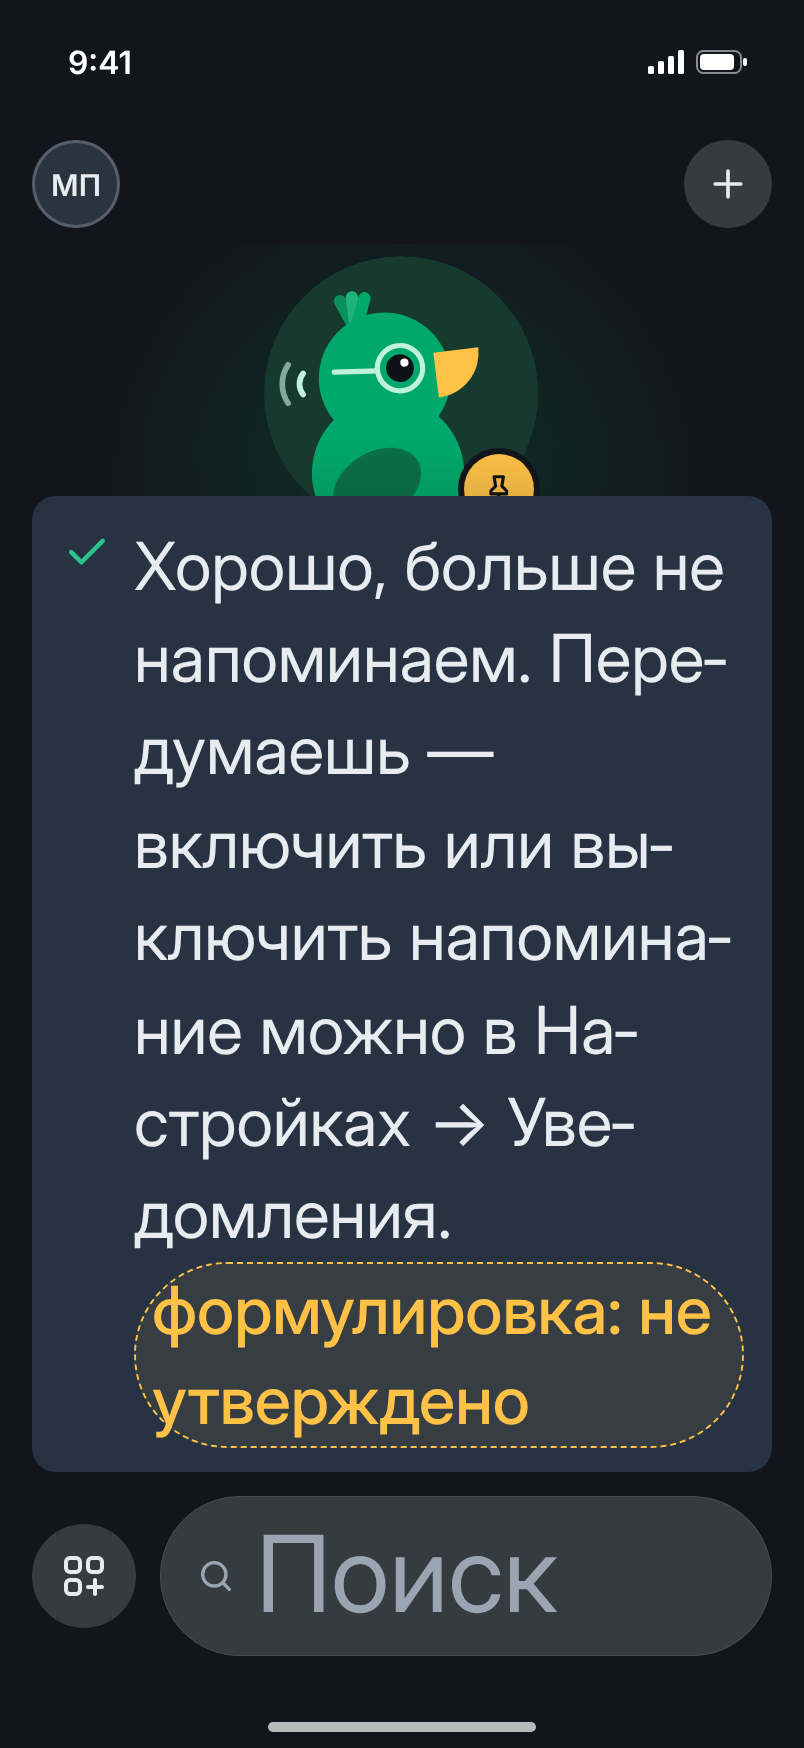 9:41
МП
Хорошо, больше не
напоминаем. Пере-
думаешь —
включить или вы-
ключить напомина-
ние можно в На-
стройках → Уве-
домления.
формулировка: не
утверждено
Поиск